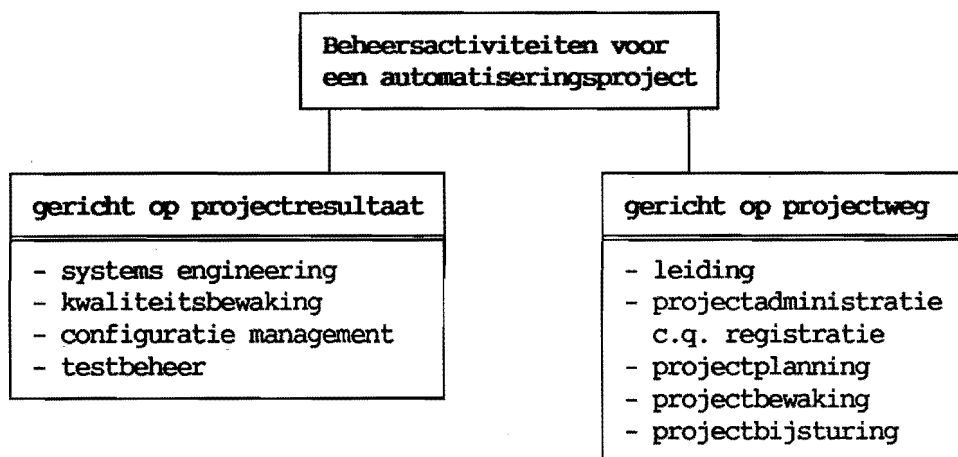 Beheersactiviteiten voor
een automatiseringsproject
gericht op projectresultaat
- systems engineering
- kwaliteitsbewaking
- configuratie management
- testbeheer
gericht op projectweg
- leiding
- projectadministratie
c.q. registratie
- projectplanning
- projectbewaking
- projectbijsturing